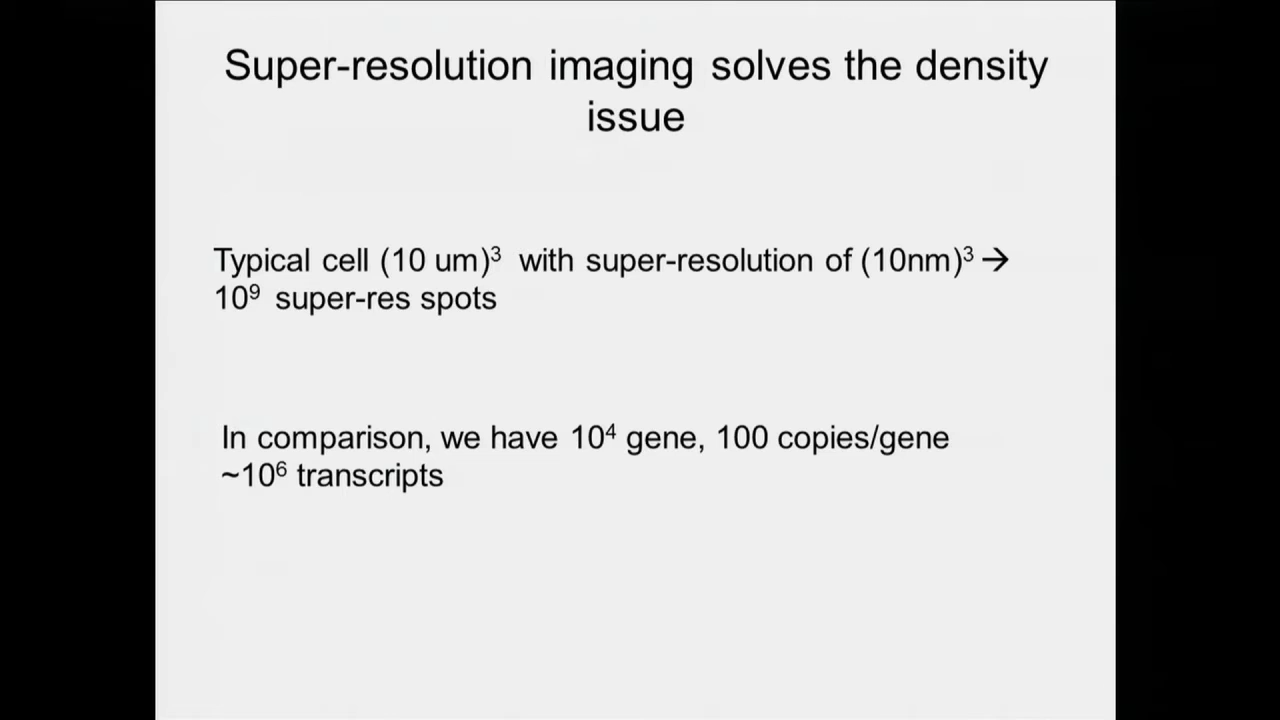 Super-resolution imaging solves the density
issue
Typical cell (10 um)³ with super-resolution of (10nm)³ →
10⁹ super-res spots
In comparison, we have 10⁴ gene, 100 copies/gene
~10⁶ transcripts